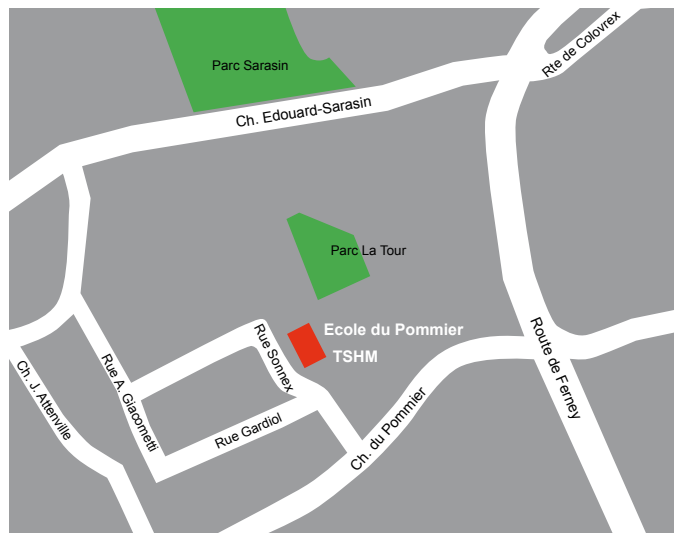 Rte de Colovrex
Parc Sarasin
Ch. Edouard-Sarasin
Parc La Tour
Ecole du Pommier
TSHM
Rue Sonnex
Route de Ferney
Rue A. Giacometti
Ch. J. Attenville
Rue Gardiol
Ch. du Pommier